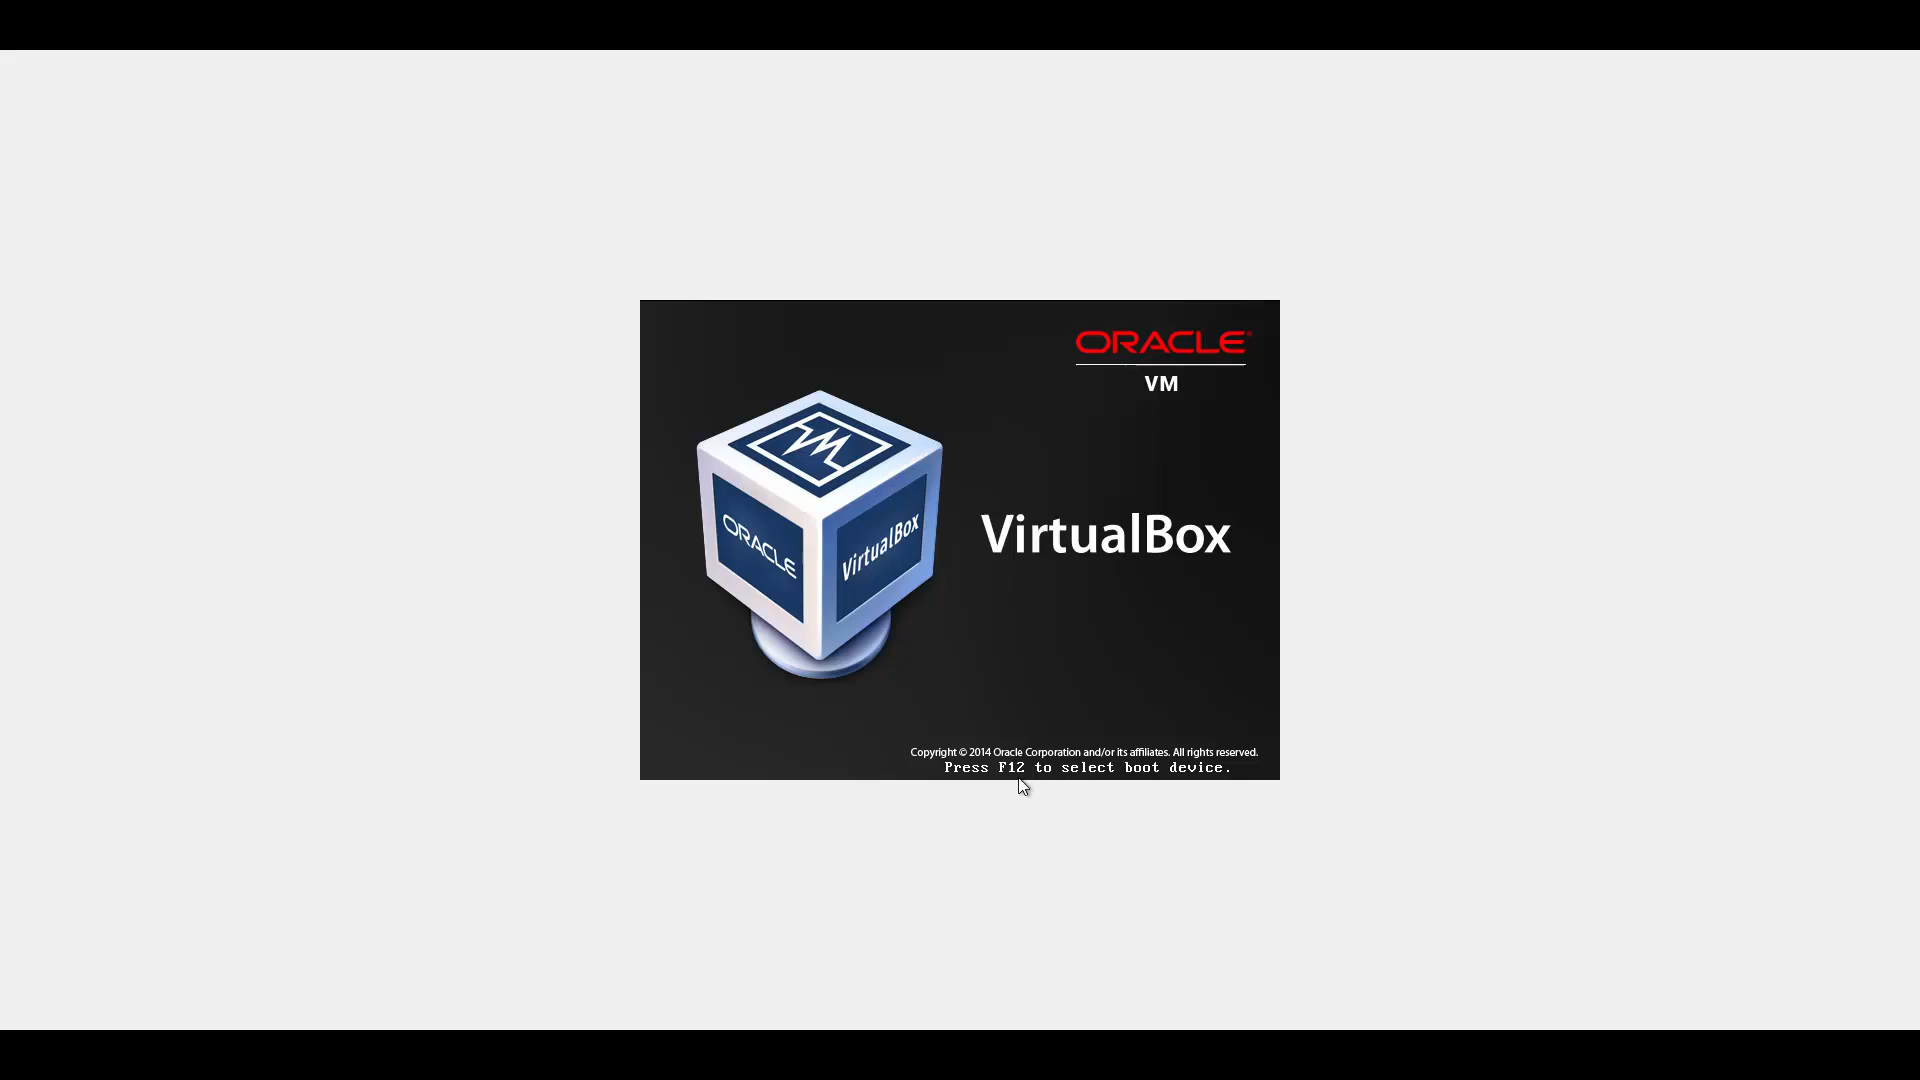 ORACLE
VM
ORACLE
VirtualBox
VirtualBox
Copyright © 2014 Oracle Corporation and/or its affiliates. All rights reserved.
Press F12 to select boot device.